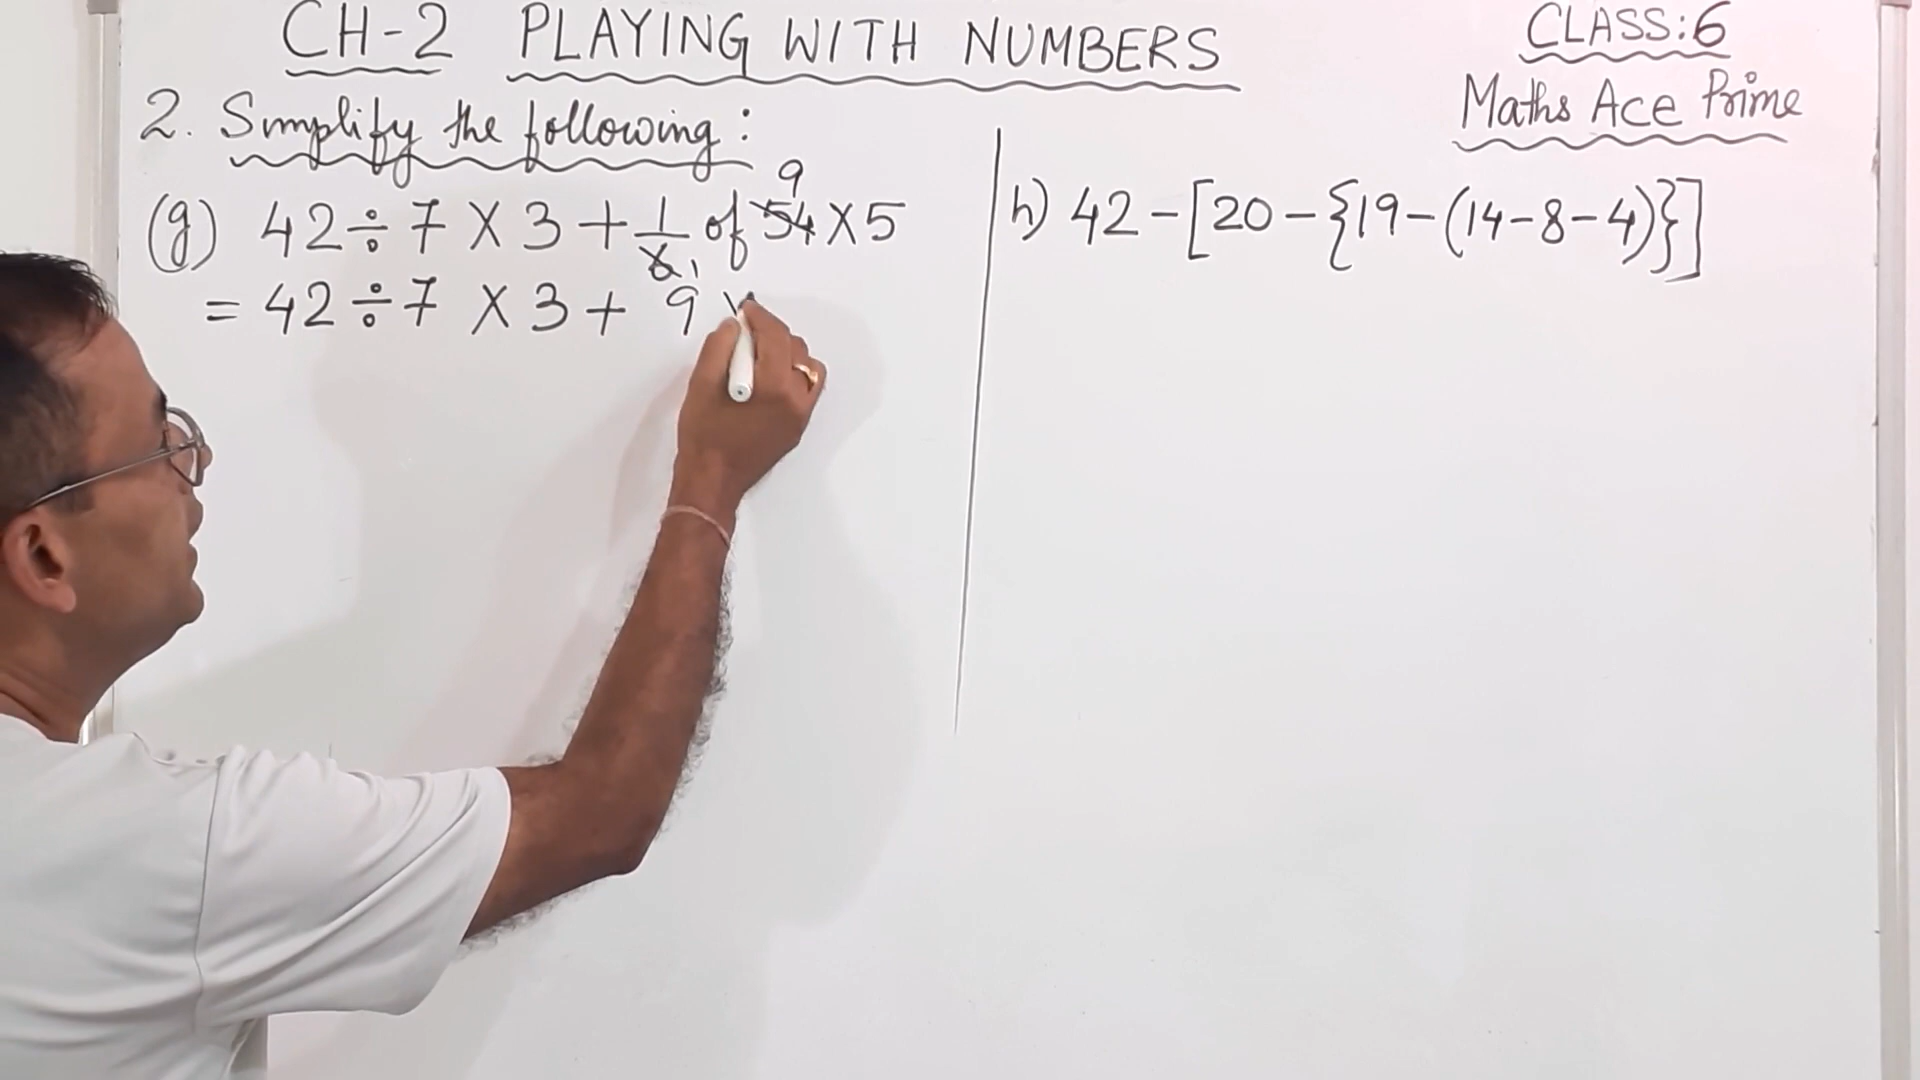 CH-2 PLAYING WITH NUMBERS
CLASS:6
Maths Ace Prime
2. Simplify the following:
9
(g) 42÷7 X 3 + 1/6 of 54 X 5
1
= 42÷7 X 3 + 9 X
h) 42-[20-{19-(14-8-4)}]